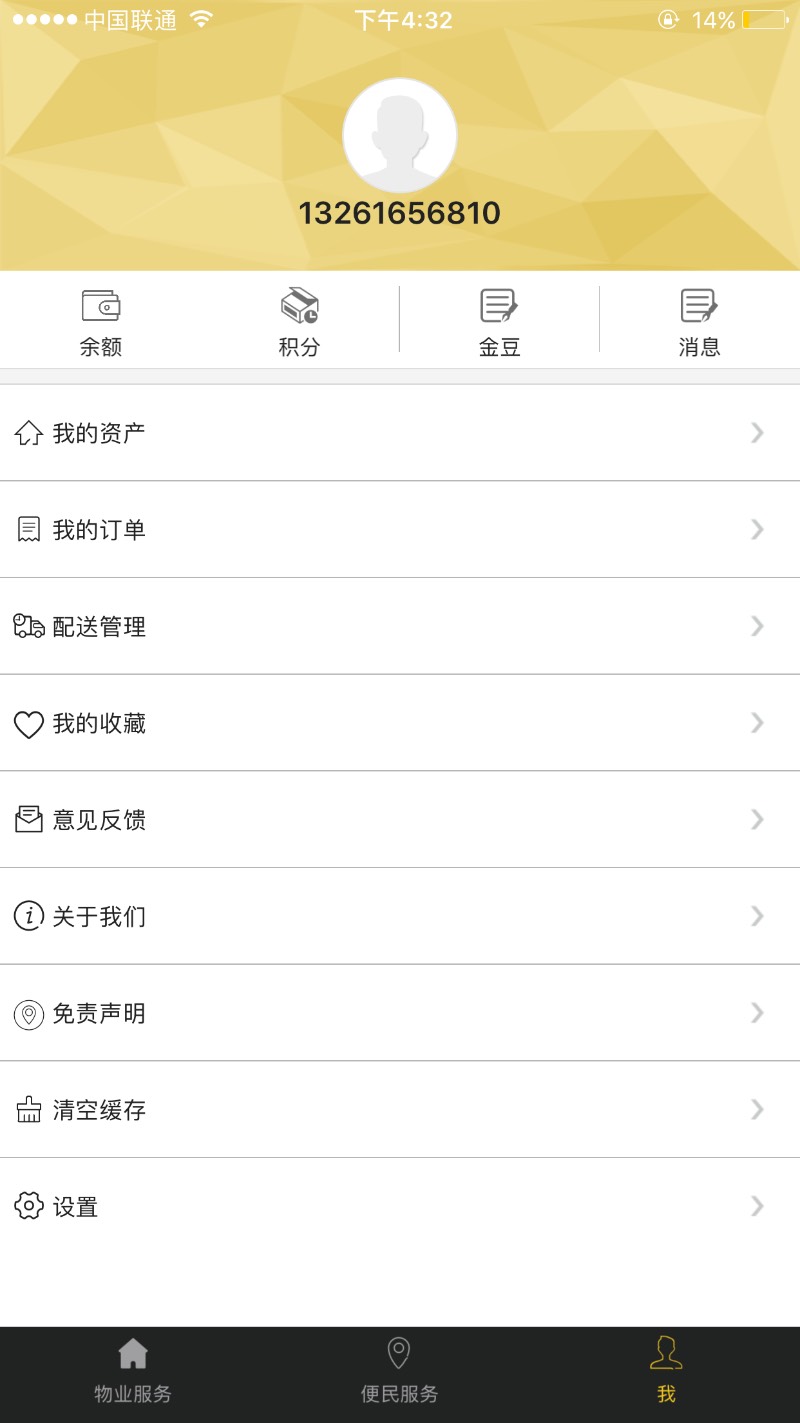 中国联通 下午4:32 14%
13261656810
余额 积分 金豆 消息
我的资产
我的订单
配送管理
我的收藏
意见反馈
关于我们
免责声明
清空缓存
设置
物业服务 便民服务 我